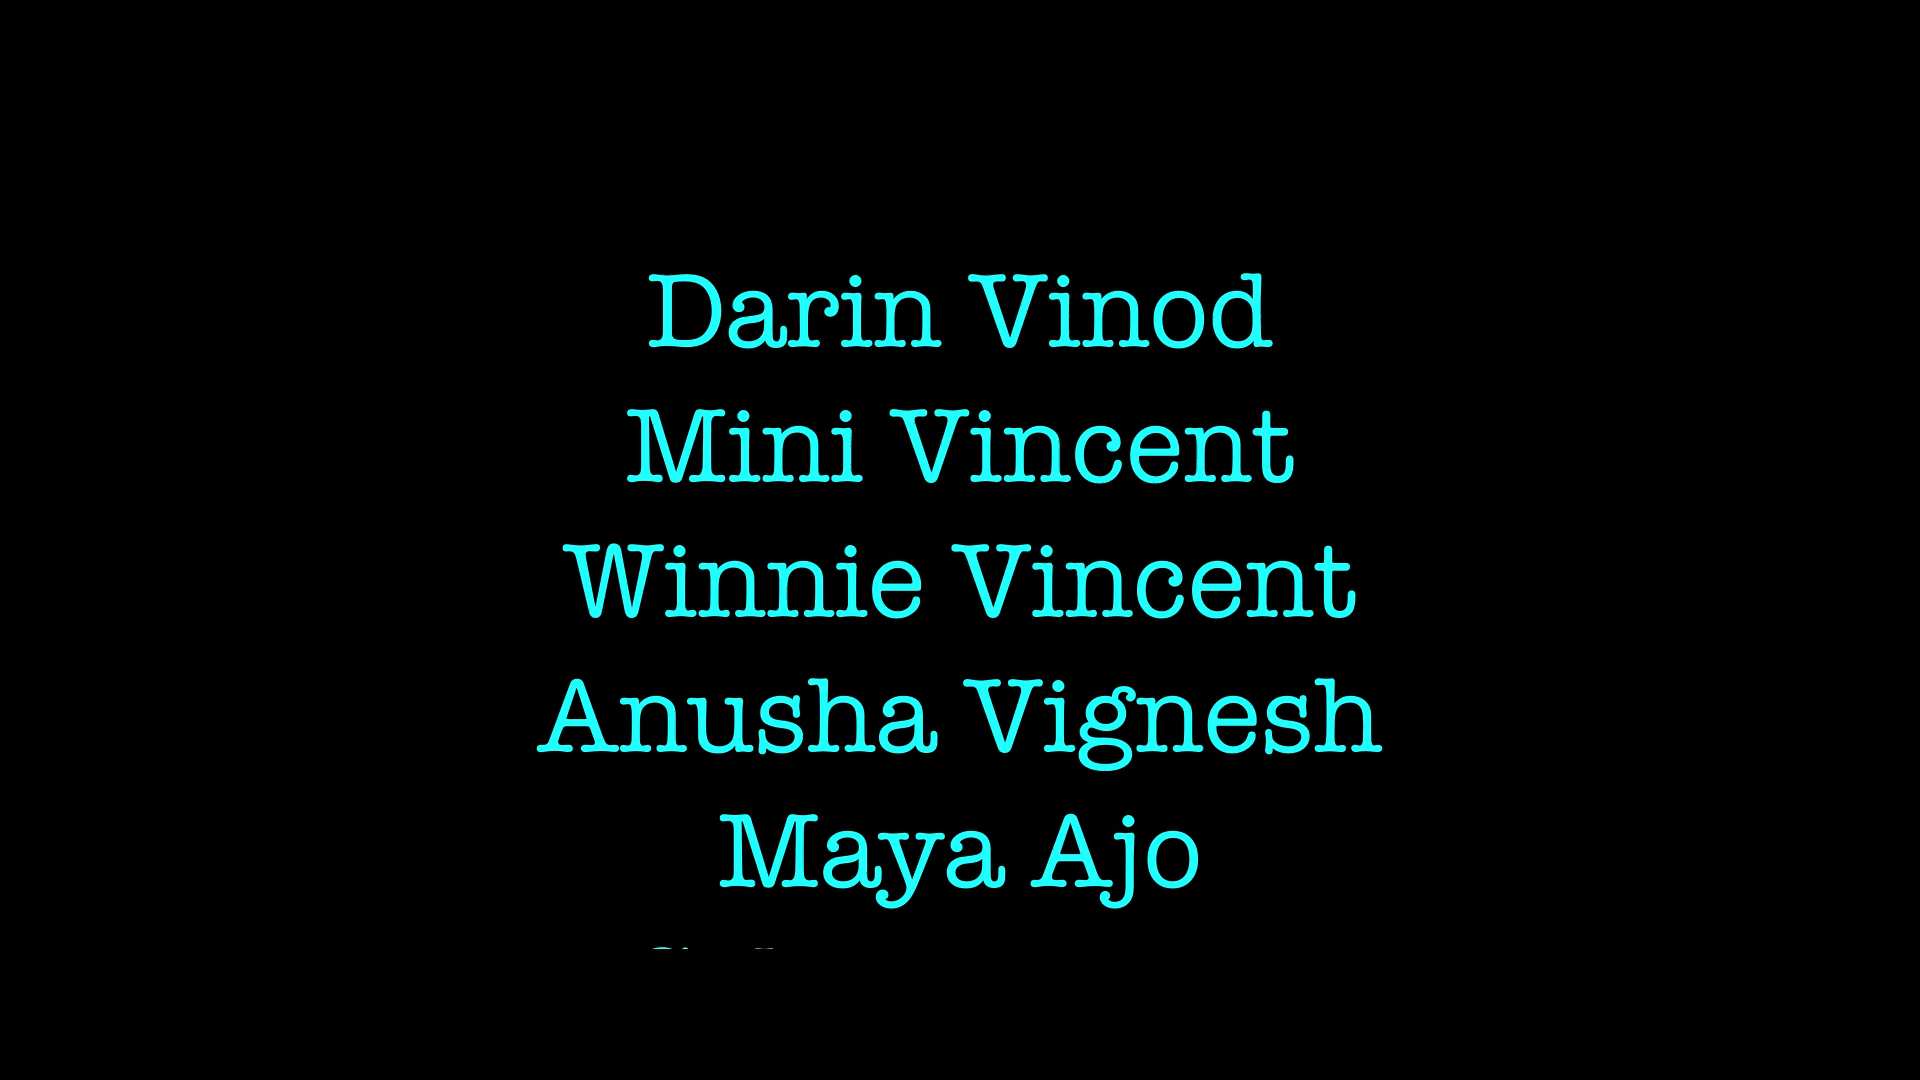 Darin Vinod
Mini Vincent
Winnie Vincent
Anusha Vignesh
Maya Ajo